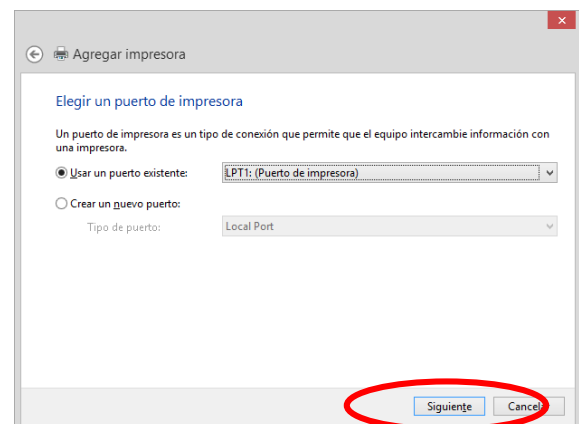 Agregar impresora
Elegir un puerto de impresora
Un puerto de impresora es un tipo de conexión que permite que el equipo intercambie información con
una impresora.
Usar un puerto existente: LPT1: (Puerto de impresora)
Crear un nuevo puerto:
Tipo de puerto: Local Port
Siguiente Cancelar